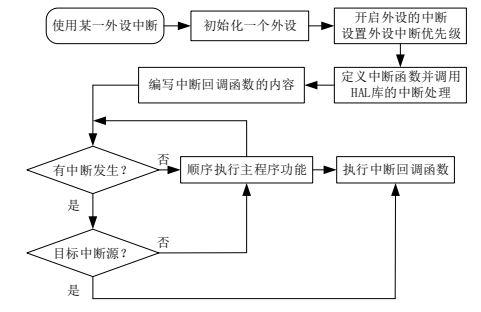 使用某一外设中断
初始化一个外设
开启外设的中断
设置外设中断优先级
编写中断回调函数的内容
定义中断函数并调用
HAL库的中断处理
有中断发生？
否
顺序执行主程序功能
执行中断回调函数
是
目标中断源？
否
是